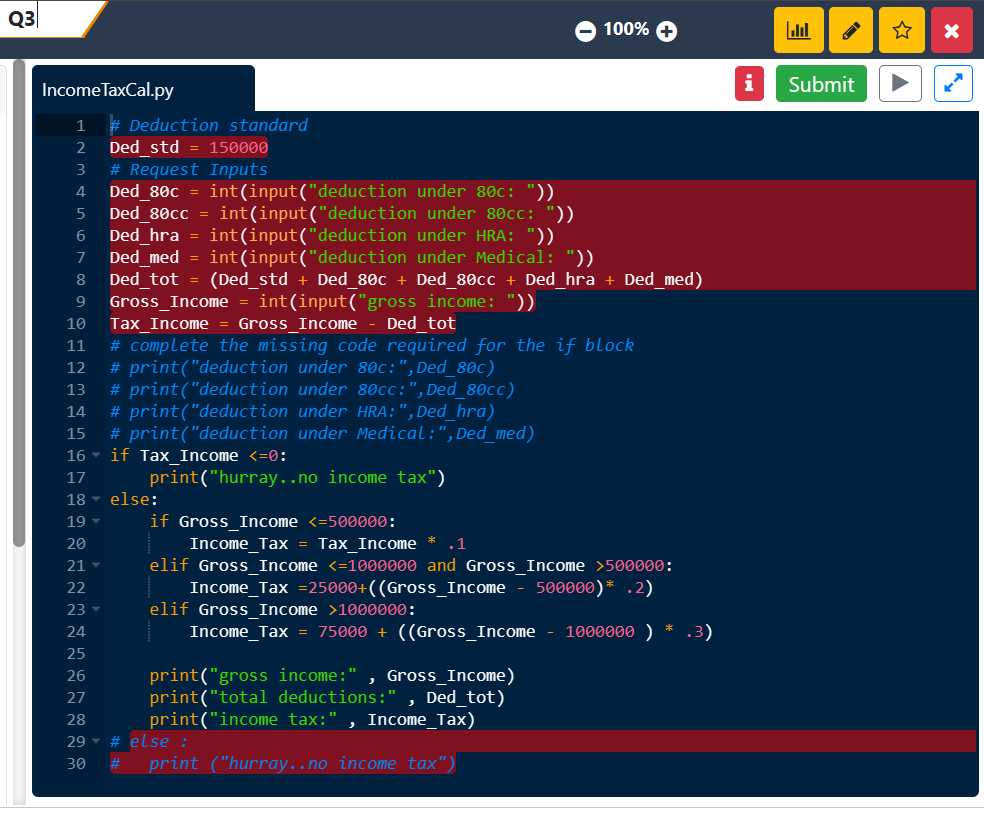 Q3
100%
IncomeTaxCal.py
Submit
1 # Deduction standard
2 Ded_std = 150000
3 # Request Inputs
4 Ded_80c = int(input("deduction under 80c: "))
5 Ded_80cc = int(input("deduction under 80cc: "))
6 Ded_hra = int(input("deduction under HRA: "))
7 Ded_med = int(input("deduction under Medical: "))
8 Ded_tot = (Ded_std + Ded_80c + Ded_80cc + Ded_hra + Ded_med)
9 Gross_Income = int(input("gross income: "))
10 Tax_Income = Gross_Income - Ded_tot
11 # complete the missing code required for the if block
12 # print("deduction under 80c:",Ded_80c)
13 # print("deduction under 80cc:",Ded_80cc)
14 # print("deduction under HRA:",Ded_hra)
15 # print("deduction under Medical:",Ded_med)
16 if Tax_Income <=0:
17     print("hurray..no income tax")
18 else:
19     if Gross_Income <=500000:
20         Income_Tax = Tax_Income * .1
21     elif Gross_Income <=1000000 and Gross_Income >500000:
22         Income_Tax =25000+((Gross_Income - 500000)* .2)
23     elif Gross_Income >1000000:
24         Income_Tax = 75000 + ((Gross_Income - 1000000 ) * .3)
25
26     print("gross income:" , Gross_Income)
27     print("total deductions:" , Ded_tot)
28     print("income tax:" , Income_Tax)
29 # else :
30 #   print ("hurray..no income tax")